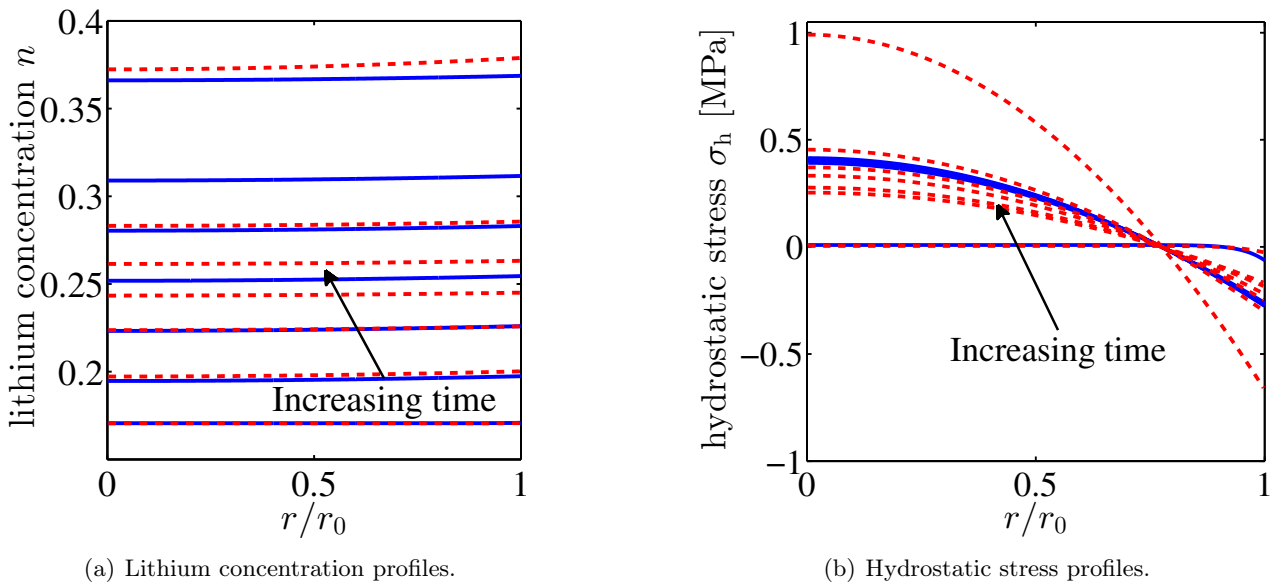 lithium concentration n
0.4
0.35
0.3
0.25
0.2
Increasing time
0
0.5
1
r/r₀
(a) Lithium concentration profiles.
hydrostatic stress σₕ [MPa]
1
0.5
0
−0.5
−1
Increasing time
0
0.5
1
r/r₀
(b) Hydrostatic stress profiles.